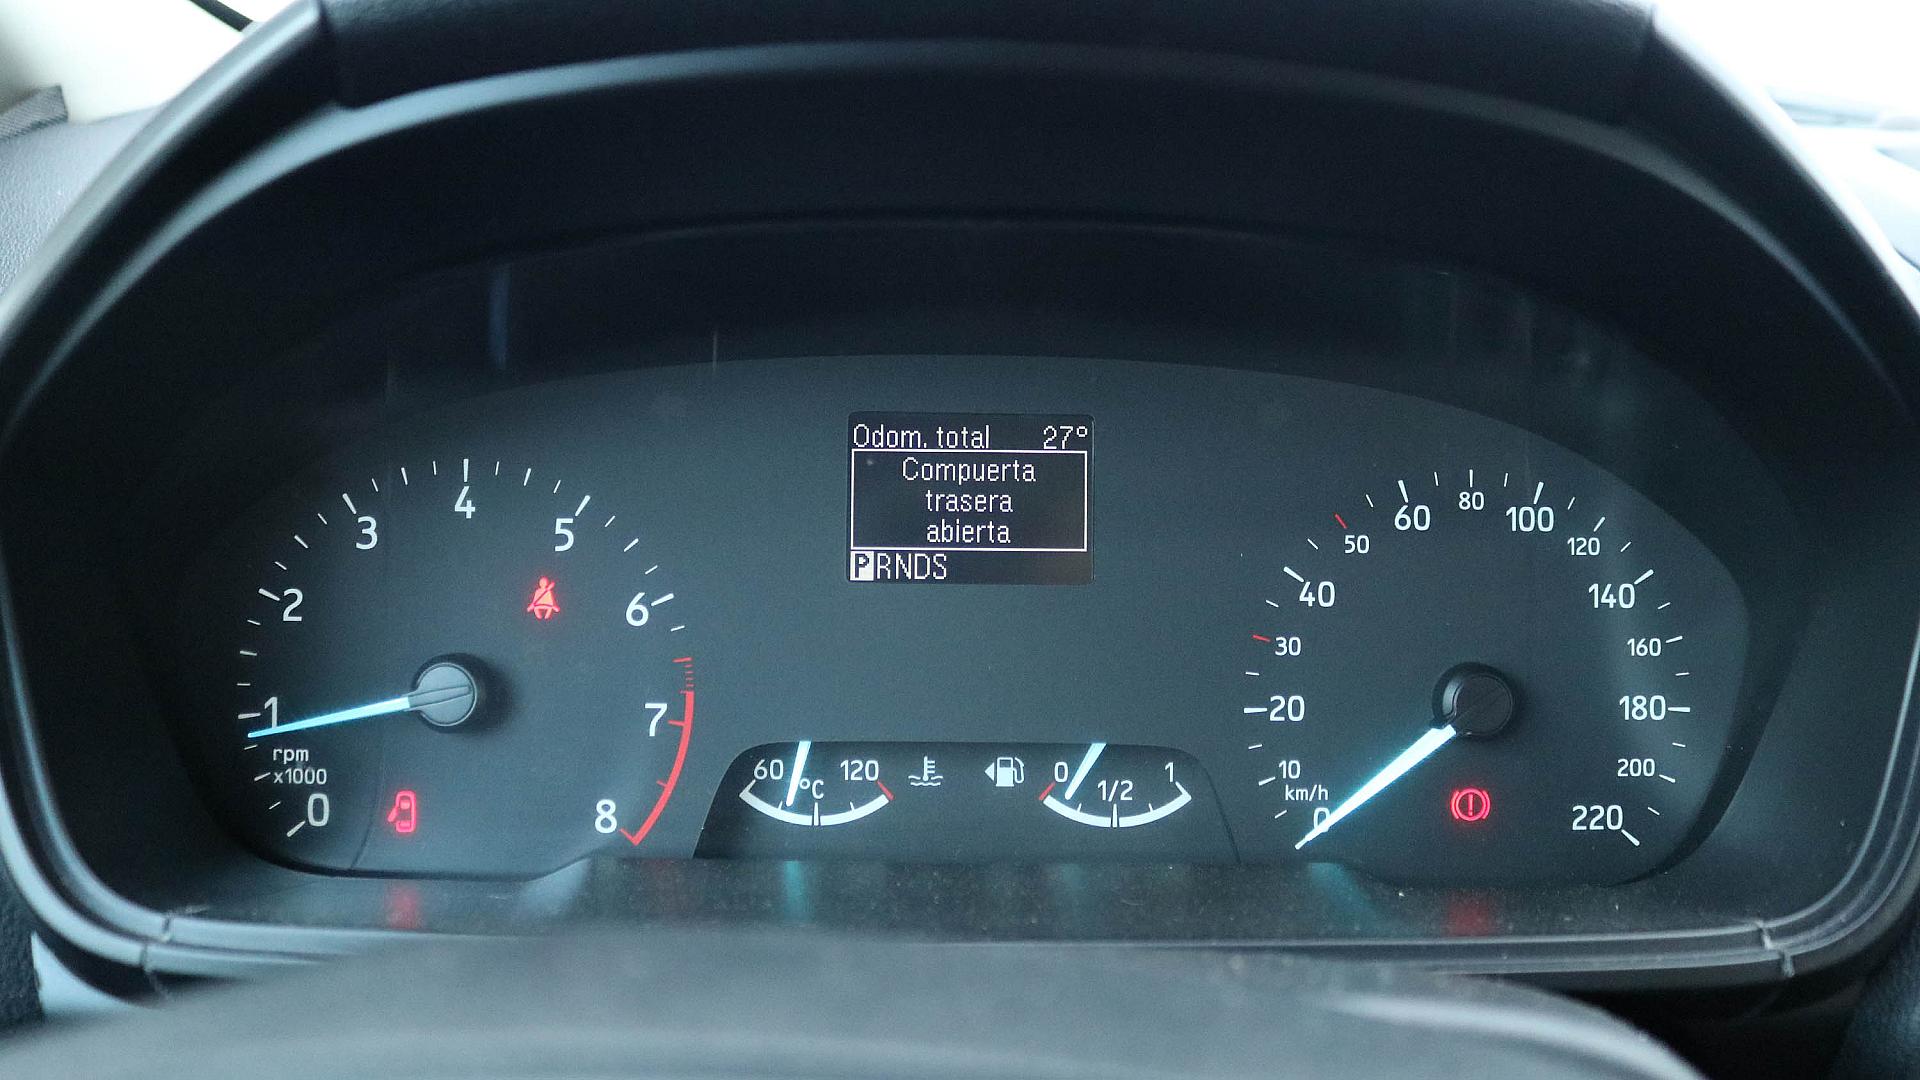 Odom. total 27°
Compuerta
trasera
abierta
PRNDS
0
1
2
3
4
5
6
7
8
rpm
x1000
60 °C 120
0 1/2 1
0
10
20
30
40
50
60
80
100
120
140
160
180
200
220
km/h